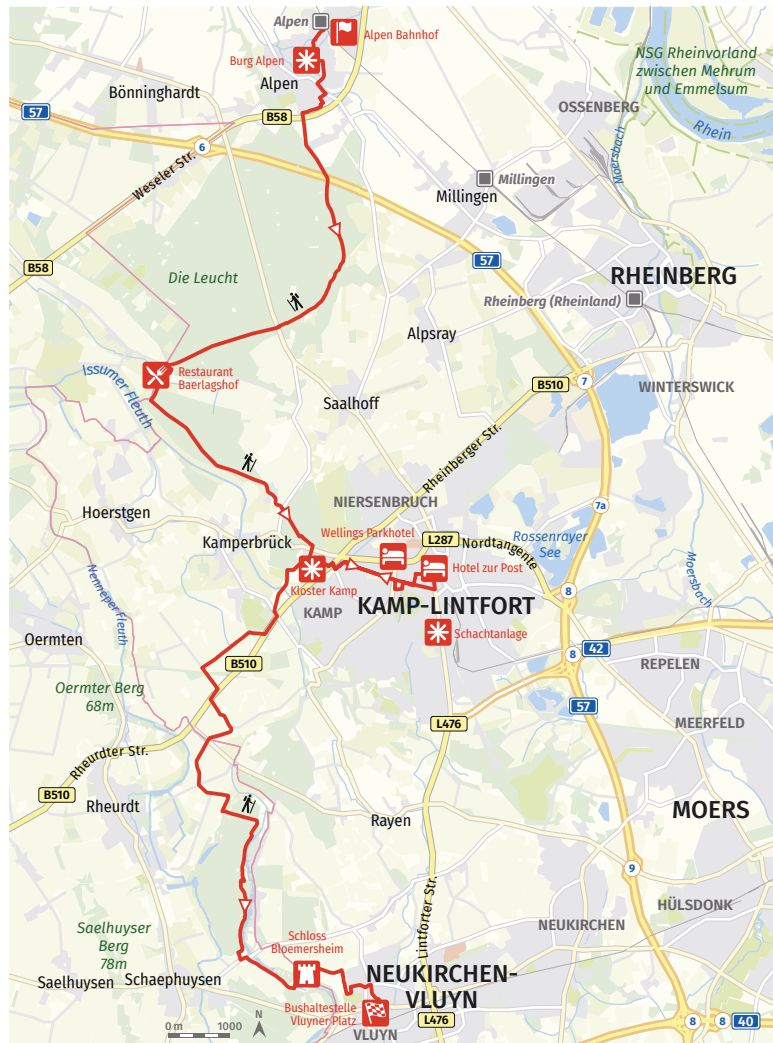 Alpen
Alpen Bahnhof
Burg Alpen
Alpen
Bönninghardt
NSG Rheinvorland
zwischen Mehrum
und Emmelsum
OSSENBERG
Rhein
Moersbach
57
B58
6
Weseler Str.
Millingen
Millingen
B58
Die Leucht
57
RHEINBERG
Rheinberg (Rheinland)
Alpsray
Issumer Fleuth
Restaurant
Baerlagshof
B510
7
WINTERSWICK
Saalhoff
Rheinberger Str.
NIERSENBRUCH
7a
Hoerstgen
Kamperbrück
Wellings Parkhotel
L287
Nordtangente
Rossenrayer
See
Hotel zur Post
Moersbach
Nenneper Fleuth
Kloster Kamp
KAMP
KAMP-LINTFORT
8
Schachtanlage
Oermten
8
42
REPELEN
B510
Oermter Berg
68m
57
MEERFELD
L476
Rheurdter Str.
B510
Rheurdt
Rayen
MOERS
9
Lintforter Str.
HÜLSDONK
NEUKIRCHEN
Saelhuyser
Berg
78m
Schloss
Bloemersheim
Saelhuysen
Schaephuysen
NEUKIRCHEN-
VLUYN
Bushaltestelle
Vluyner Platz
0 m
1000
N
VLUYN
L476
8
8
40